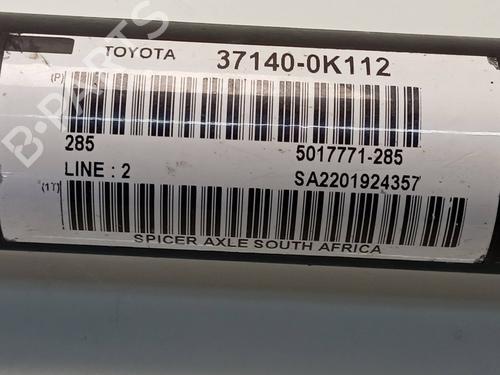 TOYOTA 37140-0K112
(P)
285 5017771-285
LINE : 2 SA2201924357
(1T)
SPICER AXLE SOUTH AFRICA
B-PARTS